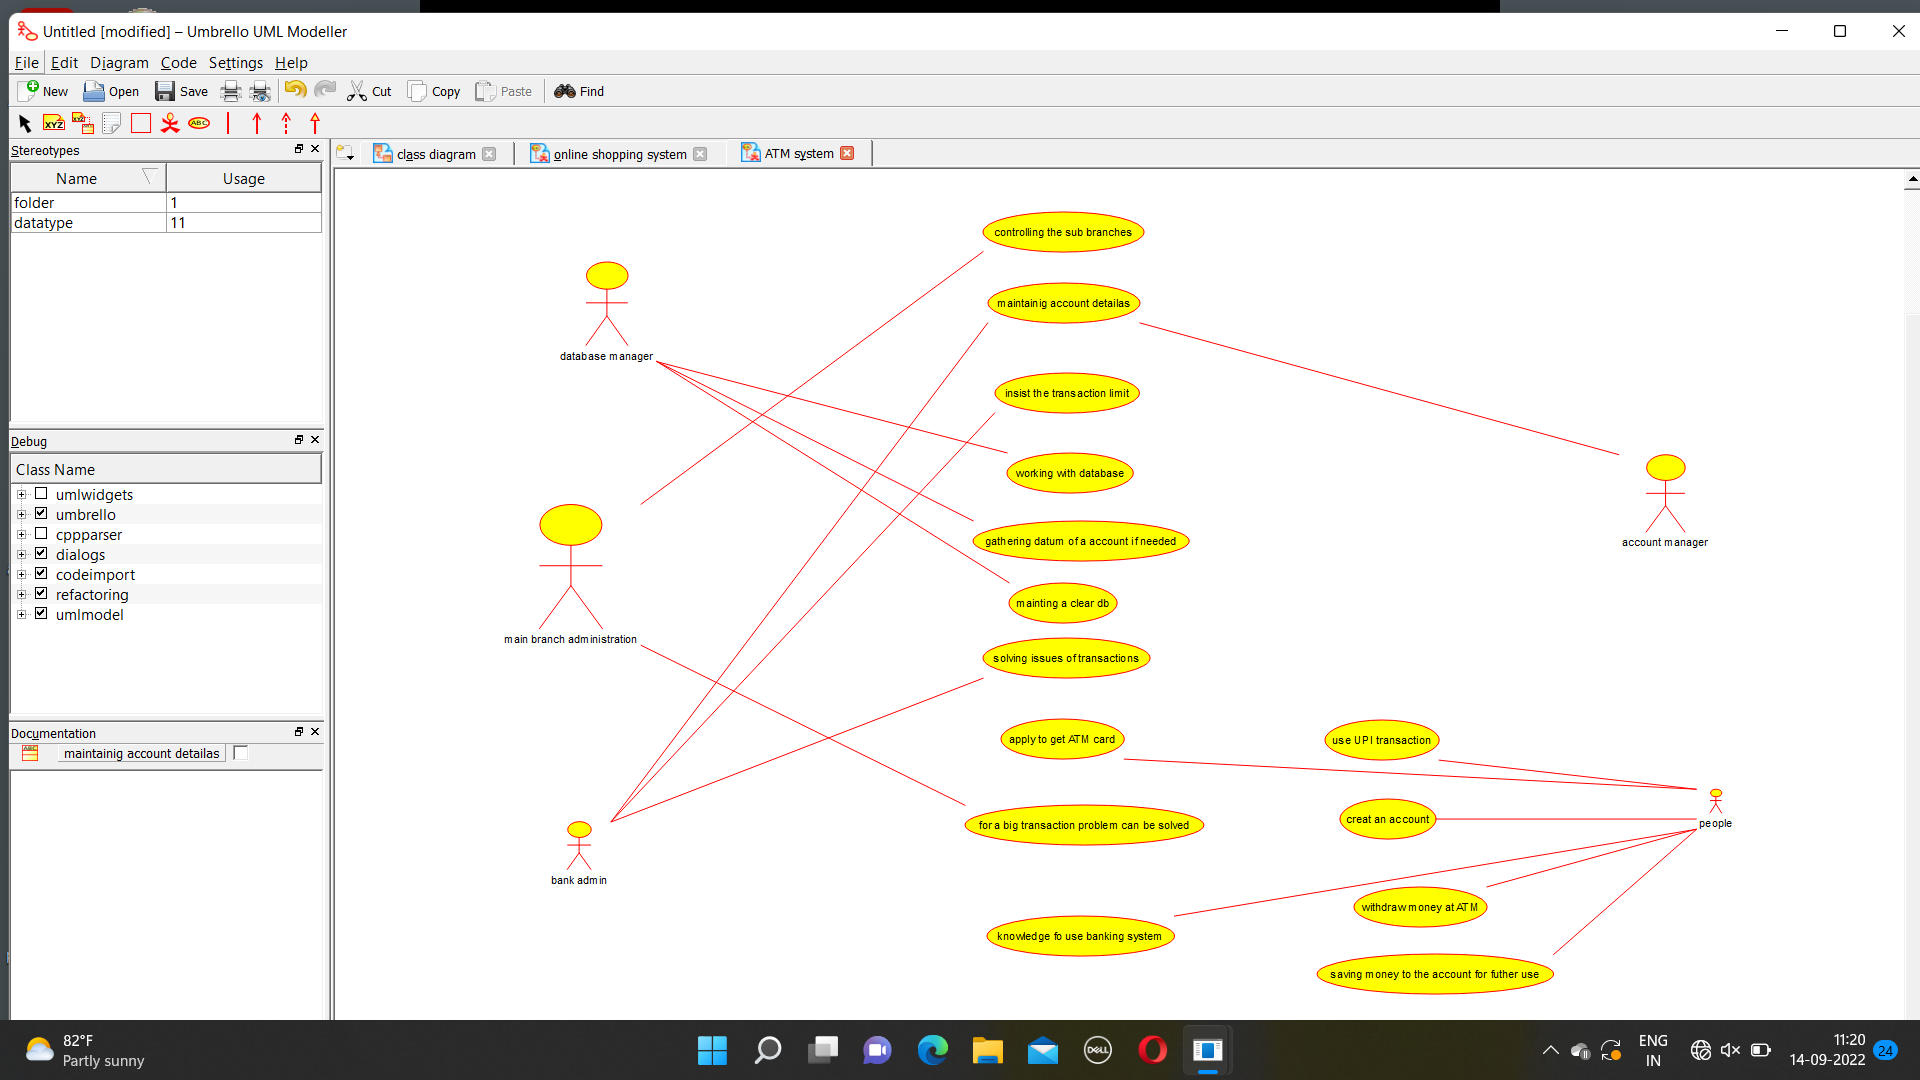 Untitled [modified] – Umbrello UML Modeller
File Edit Diagram Code Settings Help
New Open Save Cut Copy Paste Find
XYZ XYZ ABC
Stereotypes
class diagram online shopping system ATM system
Name Usage
folder 1
datatype 11
Debug
Class Name
umlwidgets
umbrello
cppparser
dialogs
codeimport
refactoring
umlmodel
Documentation
ABC maintainig account detailas
controlling the sub branches
maintainig account detailas
database manager
insist the transaction limit
working with database
gathering datum of a account if needed
account manager
mainting a clear db
main branch administration
solving issues of transactions
apply to get ATM card
use UPI transaction
creat an account
people
for a big transaction problem can be solved
bank admin
withdraw money at ATM
knowledge fo use banking system
saving money to the account for futher use
82°F
Partly sunny
DELL
ENG
IN
11:20
14-09-2022
24